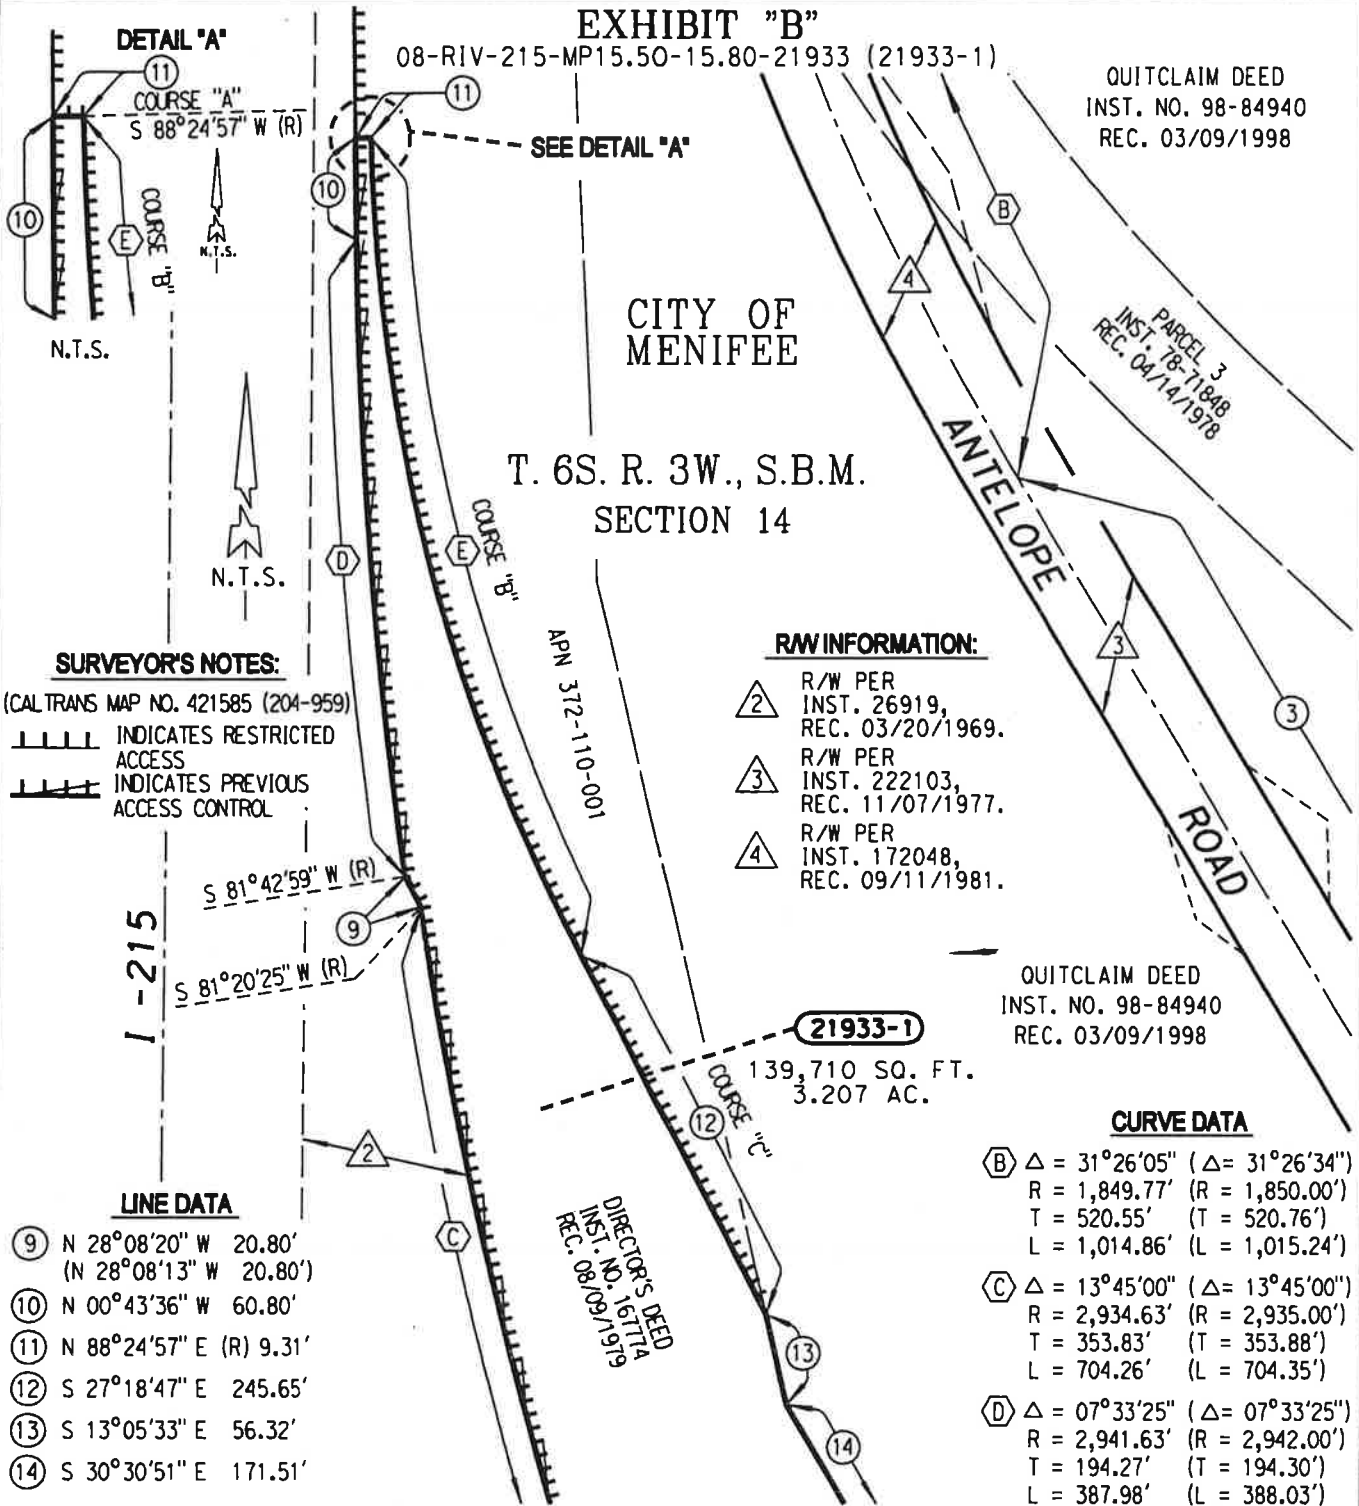 EXHIBIT "B"
08-RIV-215-MP15.50-15.80-21933 (21933-1)
DETAIL "A"
11
COURSE "A"
S 88°24'57" W (R)
10
E
COURSE "B"
N.T.S.
N.T.S.
11
SEE DETAIL "A"
10
QUITCLAIM DEED
INST. NO. 98-84940
REC. 03/09/1998
B
4
CITY OF
MENIFEE
PARCEL 3
INST. 78-71848
REC. 04/14/1978
T. 6S. R. 3W., S.B.M.
SECTION 14
ANTELOPE
ROAD
N.T.S.
D
E
COURSE "B"
APN 372-110-001
3
3
SURVEYOR'S NOTES:
(CALTRANS MAP NO. 421585 (204-959)
INDICATES RESTRICTED
ACCESS
INDICATES PREVIOUS
ACCESS CONTROL
R/W INFORMATION:
2 R/W PER
INST. 26919,
REC. 03/20/1969.
3 R/W PER
INST. 222103,
REC. 11/07/1977.
4 R/W PER
INST. 172048,
REC. 09/11/1981.
S 81°42'59" W (R)
9
S 81°20'25" W (R)
I-215
QUITCLAIM DEED
INST. NO. 98-84940
REC. 03/09/1998
21933-1
139,710 SQ. FT.
3.207 AC.
COURSE "C"
12
2
C
DIRECTOR'S DEED
INST. NO. 167774
REC. 08/09/1979
13
14
LINE DATA
9 N 28°08'20" W 20.80'
(N 28°08'13" W 20.80')
10 N 00°43'36" W 60.80'
11 N 88°24'57" E (R) 9.31'
12 S 27°18'47" E 245.65'
13 S 13°05'33" E 56.32'
14 S 30°30'51" E 171.51'
CURVE DATA
B Δ = 31°26'05" (Δ= 31°26'34")
R = 1,849.77' (R = 1,850.00')
T = 520.55' (T = 520.76')
L = 1,014.86' (L = 1,015.24')
C Δ = 13°45'00" (Δ= 13°45'00")
R = 2,934.63' (R = 2,935.00')
T = 353.83' (T = 353.88')
L = 704.26' (L = 704.35')
D Δ = 07°33'25" (Δ= 07°33'25")
R = 2,941.63' (R = 2,942.00')
T = 194.27' (T = 194.30')
L = 387.98' (L = 388.03')